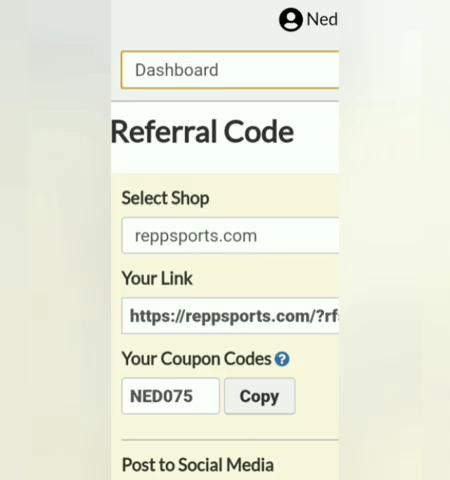 Ned
Dashboard
Referral Code
Select Shop
reppsports.com
Your Link
https://reppsports.com/?rf
Your Coupon Codes ?
NED075 Copy
Post to Social Media